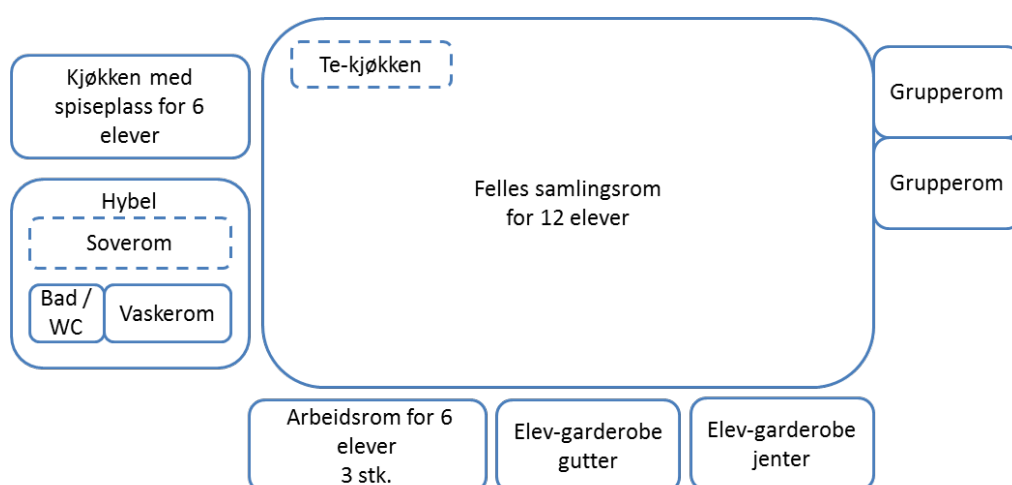 Te-kjøkken
Kjøkken med
spiseplass for 6
elever
Grupperom
Grupperom
Felles samlingsrom
for 12 elever
Hybel
Soverom
Bad /
WC
Vaskerom
Arbeidsrom for 6
elever
3 stk.
Elev-garderobe
gutter
Elev-garderobe
jenter